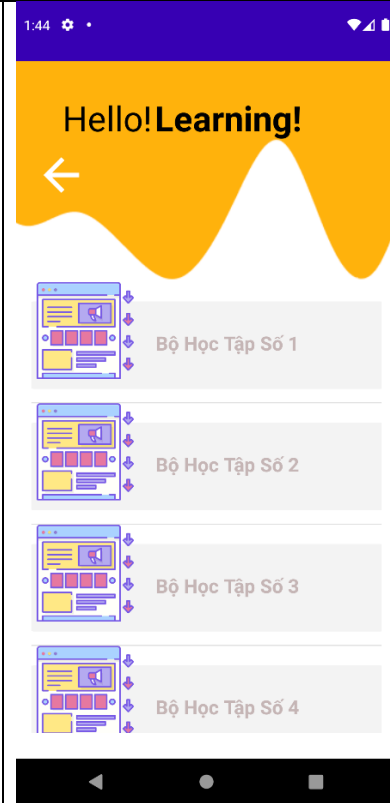 1:44
Hello! Learning!
Bộ Học Tập Số 1
Bộ Học Tập Số 2
Bộ Học Tập Số 3
Bộ Học Tập Số 4